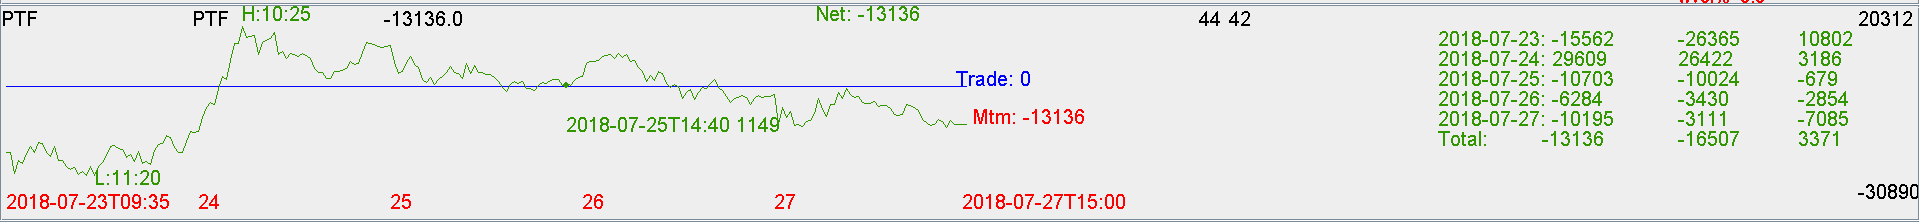 PTF PTF H:10:25 -13136.0 Net: -13136 44 42 20312
2018-07-23: -15562 -26365 10802
2018-07-24: 29609 26422 3186
Trade: 0 2018-07-25: -10703 -10024 -679
2018-07-26: -6284 -3430 -2854
Mtm: -13136 2018-07-27: -10195 -3111 -7085
2018-07-25T14:40 1149
Total: -13136 -16507 3371
L:11:20
-30890
2018-07-23T09:35 24 25 26 27 2018-07-27T15:00